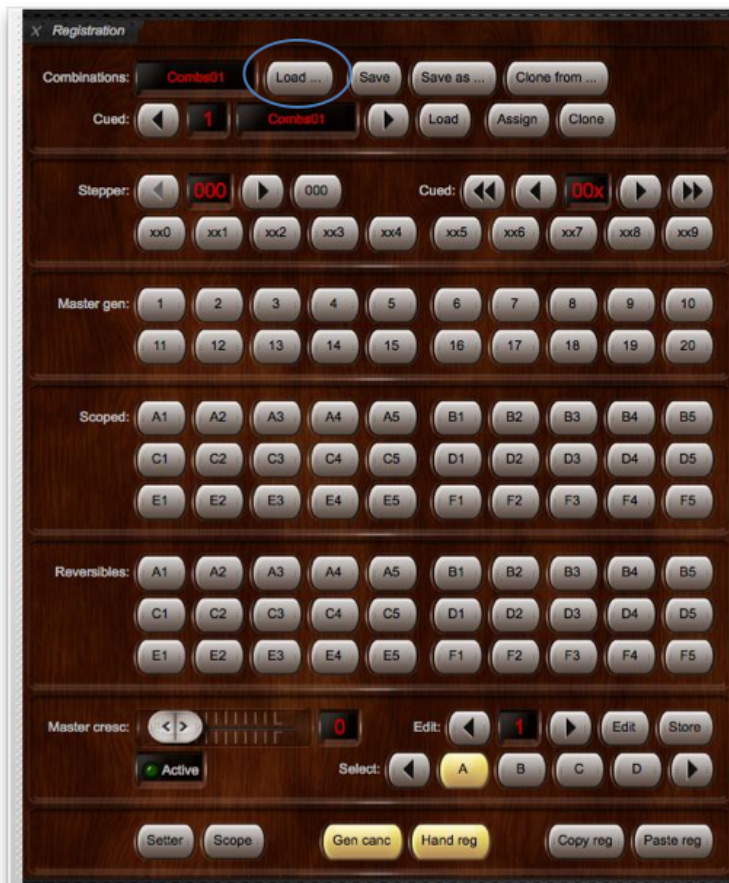 X Registration
Combinations: Combs01 Load ... Save Save as ... Clone from ...
Cued: 1 Combs01 Load Assign Clone
Stepper: 000 000 Cued: 00x
xx0 xx1 xx2 xx3 xx4 xx5 xx6 xx7 xx8 xx9
Master gen: 1 2 3 4 5 6 7 8 9 10
11 12 13 14 15 16 17 18 19 20
Scoped: A1 A2 A3 A4 A5 B1 B2 B3 B4 B5
C1 C2 C3 C4 C5 D1 D2 D3 D4 D5
E1 E2 E3 E4 E5 F1 F2 F3 F4 F5
Reversibles: A1 A2 A3 A4 A5 B1 B2 B3 B4 B5
C1 C2 C3 C4 C5 D1 D2 D3 D4 D5
E1 E2 E3 E4 E5 F1 F2 F3 F4 F5
Master cresc: < > 0 Edit: 1 Edit Store
Active Select: A B C D
Setter Scope Gen canc Hand reg Copy reg Paste reg